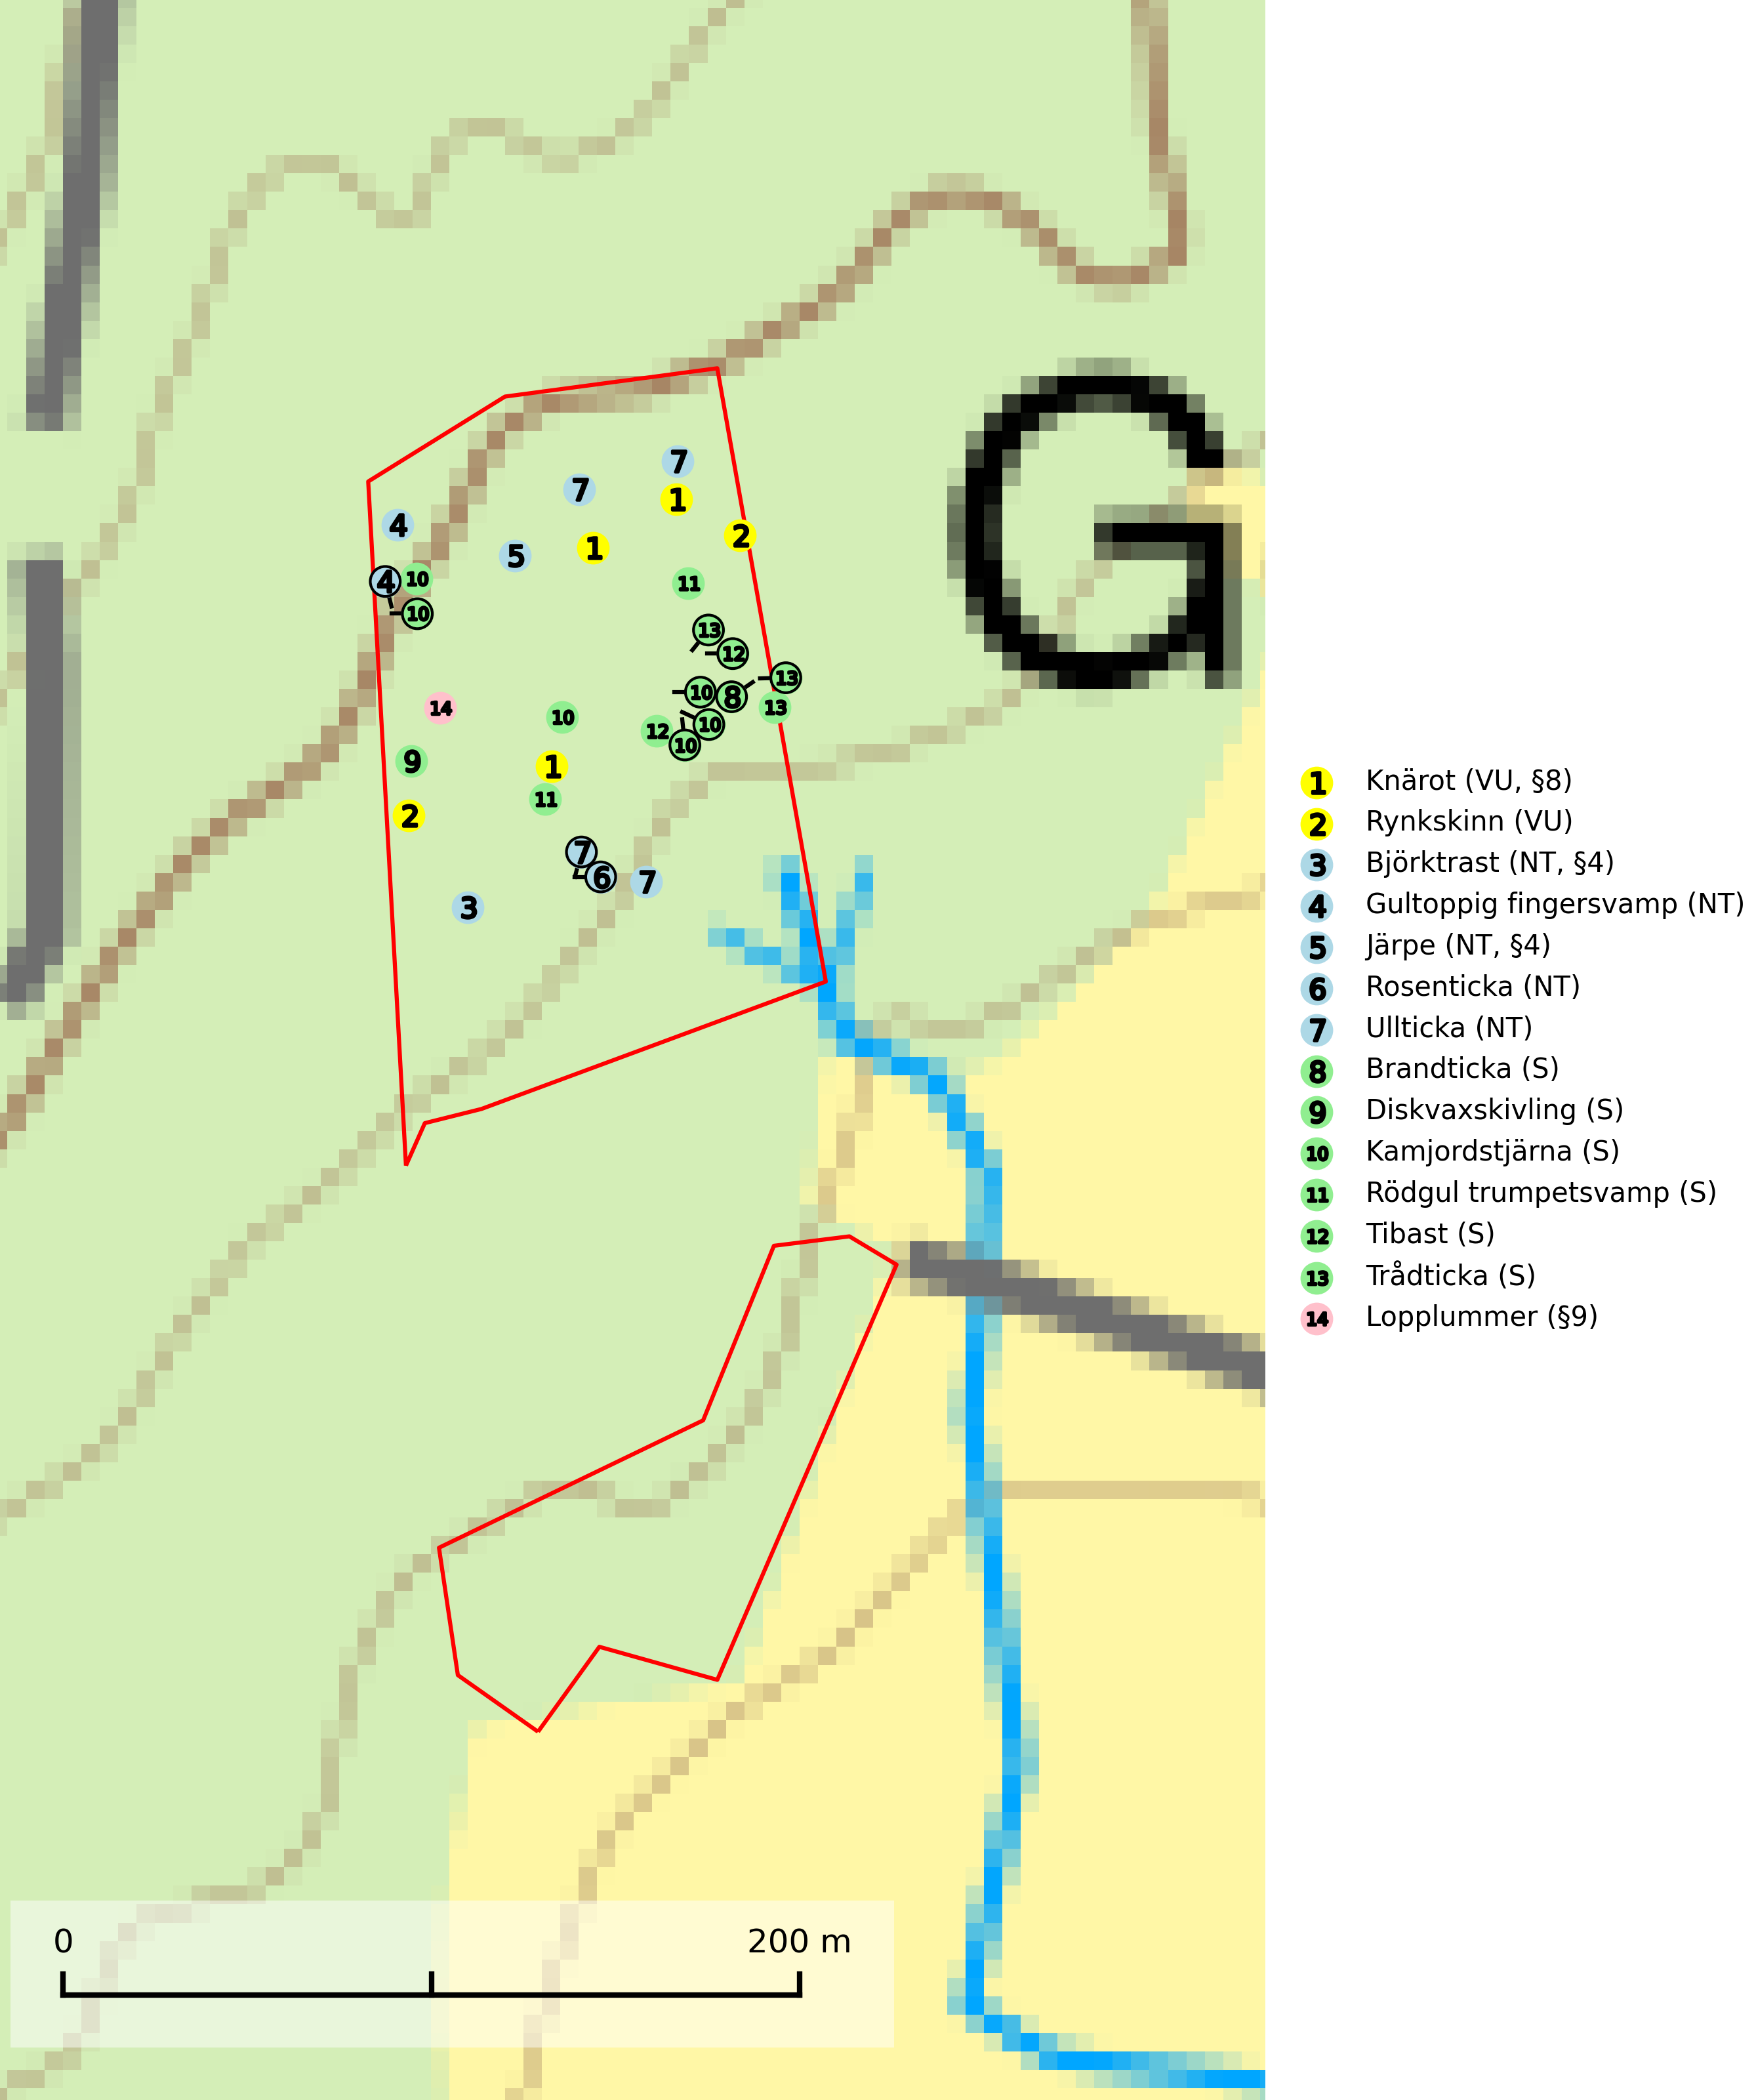 G
7
7
1
4
5
1
2
4
10
11
10
13
12
13
10
8
13
14
10
12
10
10
9
1
11
2
7
6
7
3
1 Knärot (VU, §8)
2 Rynkskinn (VU)
3 Björktrast (NT, §4)
4 Gultoppig fingersvamp (NT)
5 Järpe (NT, §4)
6 Rosenticka (NT)
7 Ullticka (NT)
8 Brandticka (S)
9 Diskvaxskivling (S)
10 Kamjordstjärna (S)
11 Rödgul trumpetsvamp (S)
12 Tibast (S)
13 Trådticka (S)
14 Lopplummer (§9)
0 200 m